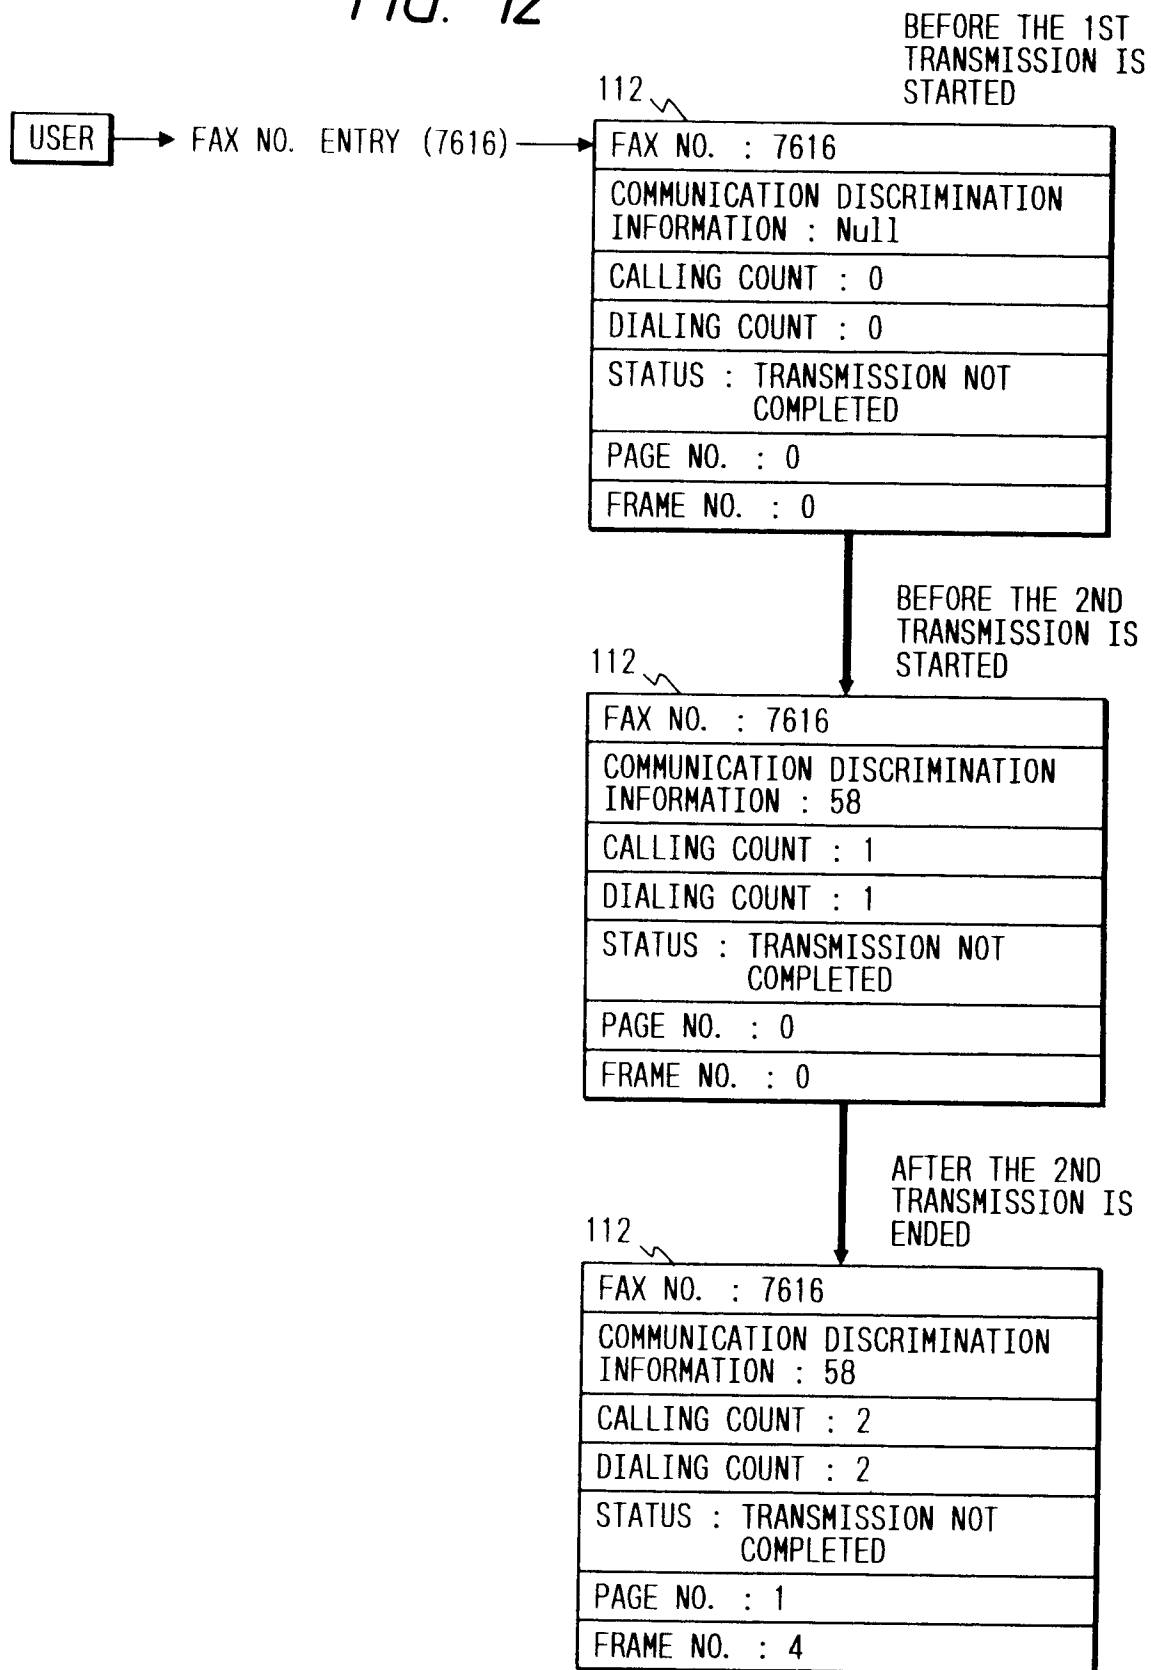 FIG. 12
BEFORE THE 1ST
TRANSMISSION IS
STARTED
112
USER
FAX NO. ENTRY (7616)
FAX NO. : 7616
COMMUNICATION DISCRIMINATION
INFORMATION : Null
CALLING COUNT : 0
DIALING COUNT : 0
STATUS : TRANSMISSION NOT
COMPLETED
PAGE NO. : 0
FRAME NO. : 0
BEFORE THE 2ND
TRANSMISSION IS
STARTED
112
FAX NO. : 7616
COMMUNICATION DISCRIMINATION
INFORMATION : 58
CALLING COUNT : 1
DIALING COUNT : 1
STATUS : TRANSMISSION NOT
COMPLETED
PAGE NO. : 0
FRAME NO. : 0
AFTER THE 2ND
TRANSMISSION IS
ENDED
112
FAX NO. : 7616
COMMUNICATION DISCRIMINATION
INFORMATION : 58
CALLING COUNT : 2
DIALING COUNT : 2
STATUS : TRANSMISSION NOT
COMPLETED
PAGE NO. : 1
FRAME NO. : 4